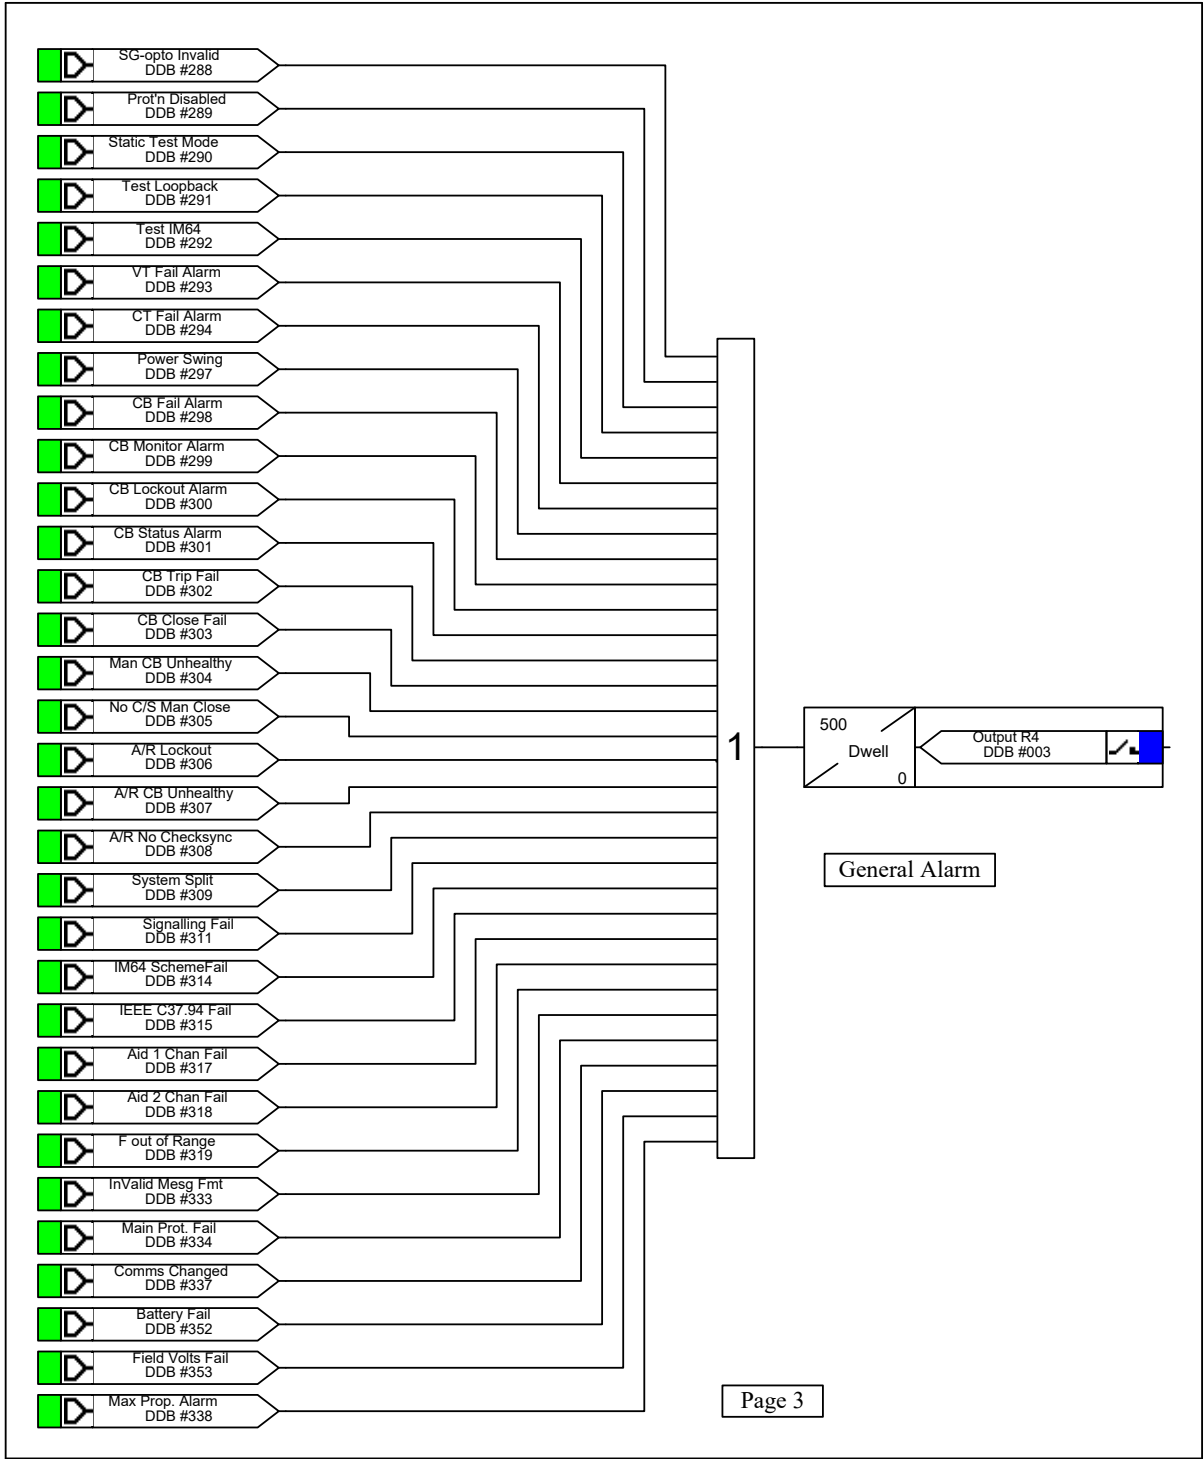 SG-opto Invalid
DDB #288
Prot'n Disabled
DDB #289
Static Test Mode
DDB #290
Test Loopback
DDB #291
Test IM64
DDB #292
VT Fail Alarm
DDB #293
CT Fail Alarm
DDB #294
Power Swing
DDB #297
CB Fail Alarm
DDB #298
CB Monitor Alarm
DDB #299
CB Lockout Alarm
DDB #300
CB Status Alarm
DDB #301
CB Trip Fail
DDB #302
CB Close Fail
DDB #303
Man CB Unhealthy
DDB #304
No C/S Man Close
DDB #305
A/R Lockout
DDB #306
A/R CB Unhealthy
DDB #307
A/R No Checksync
DDB #308
System Split
DDB #309
Signalling Fail
DDB #311
IM64 SchemeFail
DDB #314
IEEE C37.94 Fail
DDB #315
Aid 1 Chan Fail
DDB #317
Aid 2 Chan Fail
DDB #318
F out of Range
DDB #319
InValid Mesg Fmt
DDB #333
Main Prot. Fail
DDB #334
Comms Changed
DDB #337
Battery Fail
DDB #352
Field Volts Fail
DDB #353
Max Prop. Alarm
DDB #338
1
500
Dwell
0
Output R4
DDB #003
General Alarm
Page 3